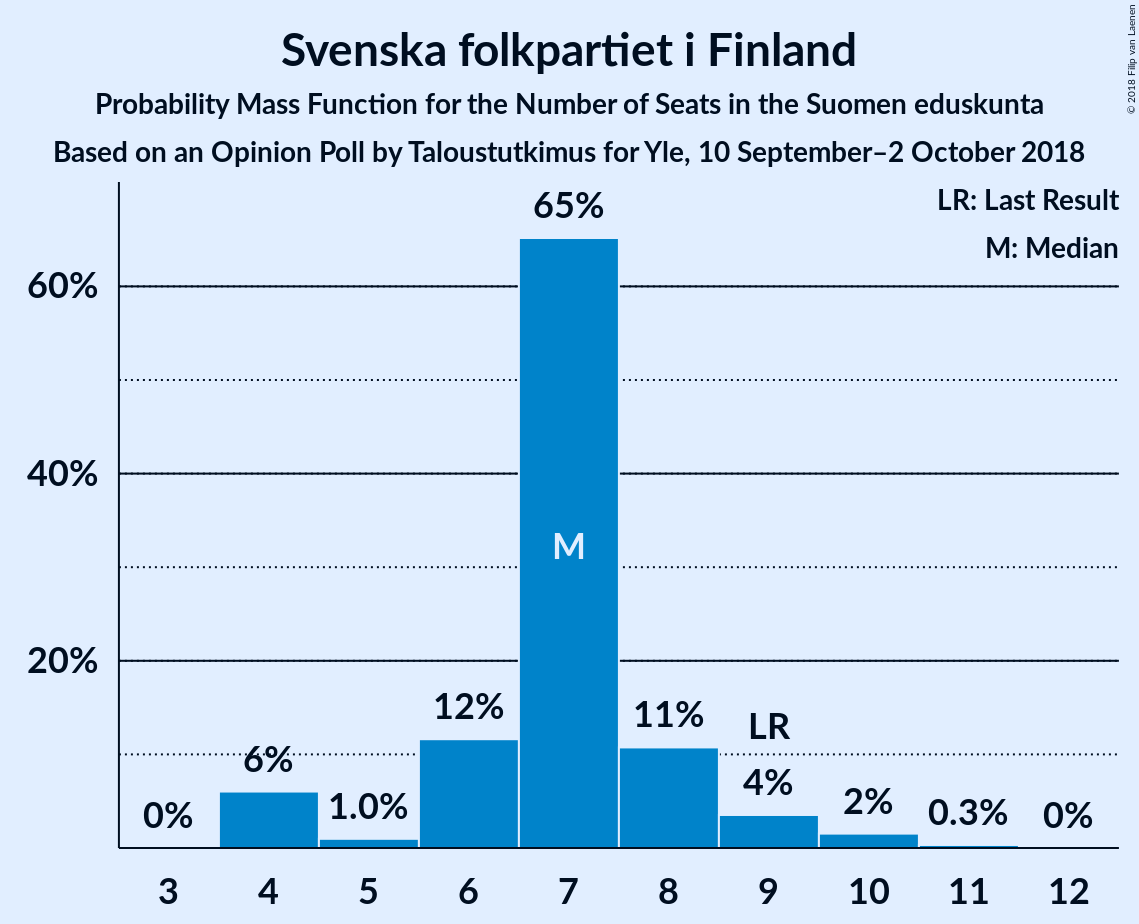 Svenska folkpartiet i Finland
Probability Mass Function for the Number of Seats in the Suomen eduskunta
Based on an Opinion Poll by Taloustutkimus for Yle, 10 September–2 October 2018
© 2018 Filip van Laenen
LR: Last Result
M: Median
60%
40%
20%
0%
6%
1.0%
12%
65%
M
11%
LR
4%
2%
0.3%
0%
3 4 5 6 7 8 9 10 11 12